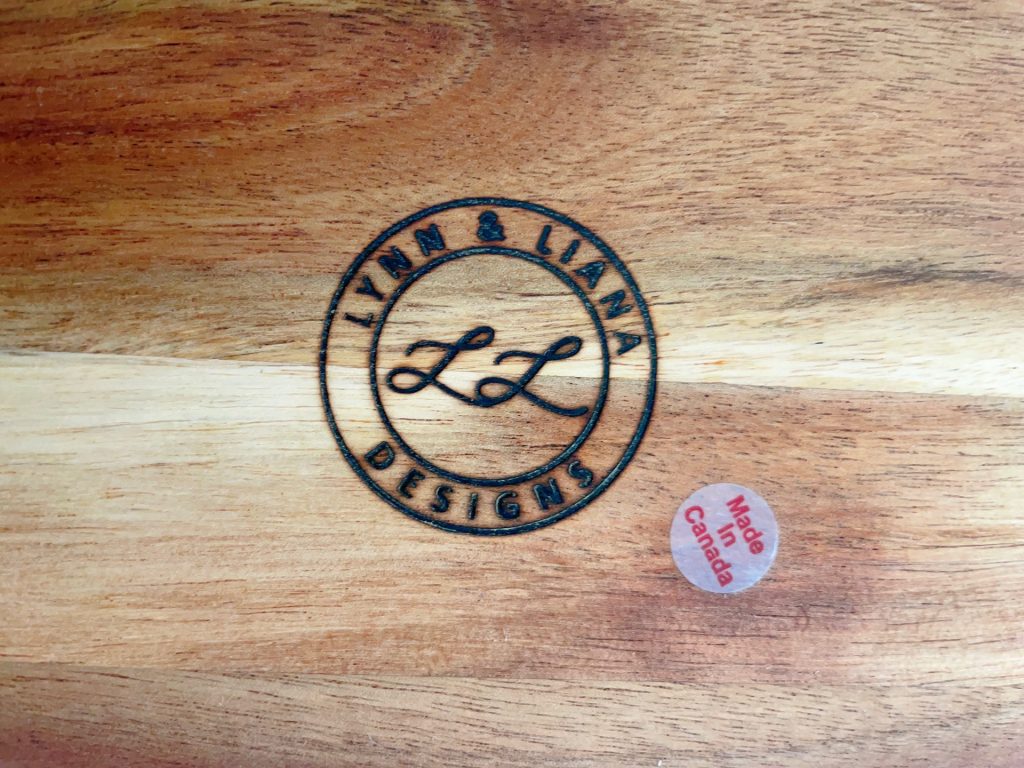 LYNN & LIANA
LL
DESIGNS
Made
In
Canada